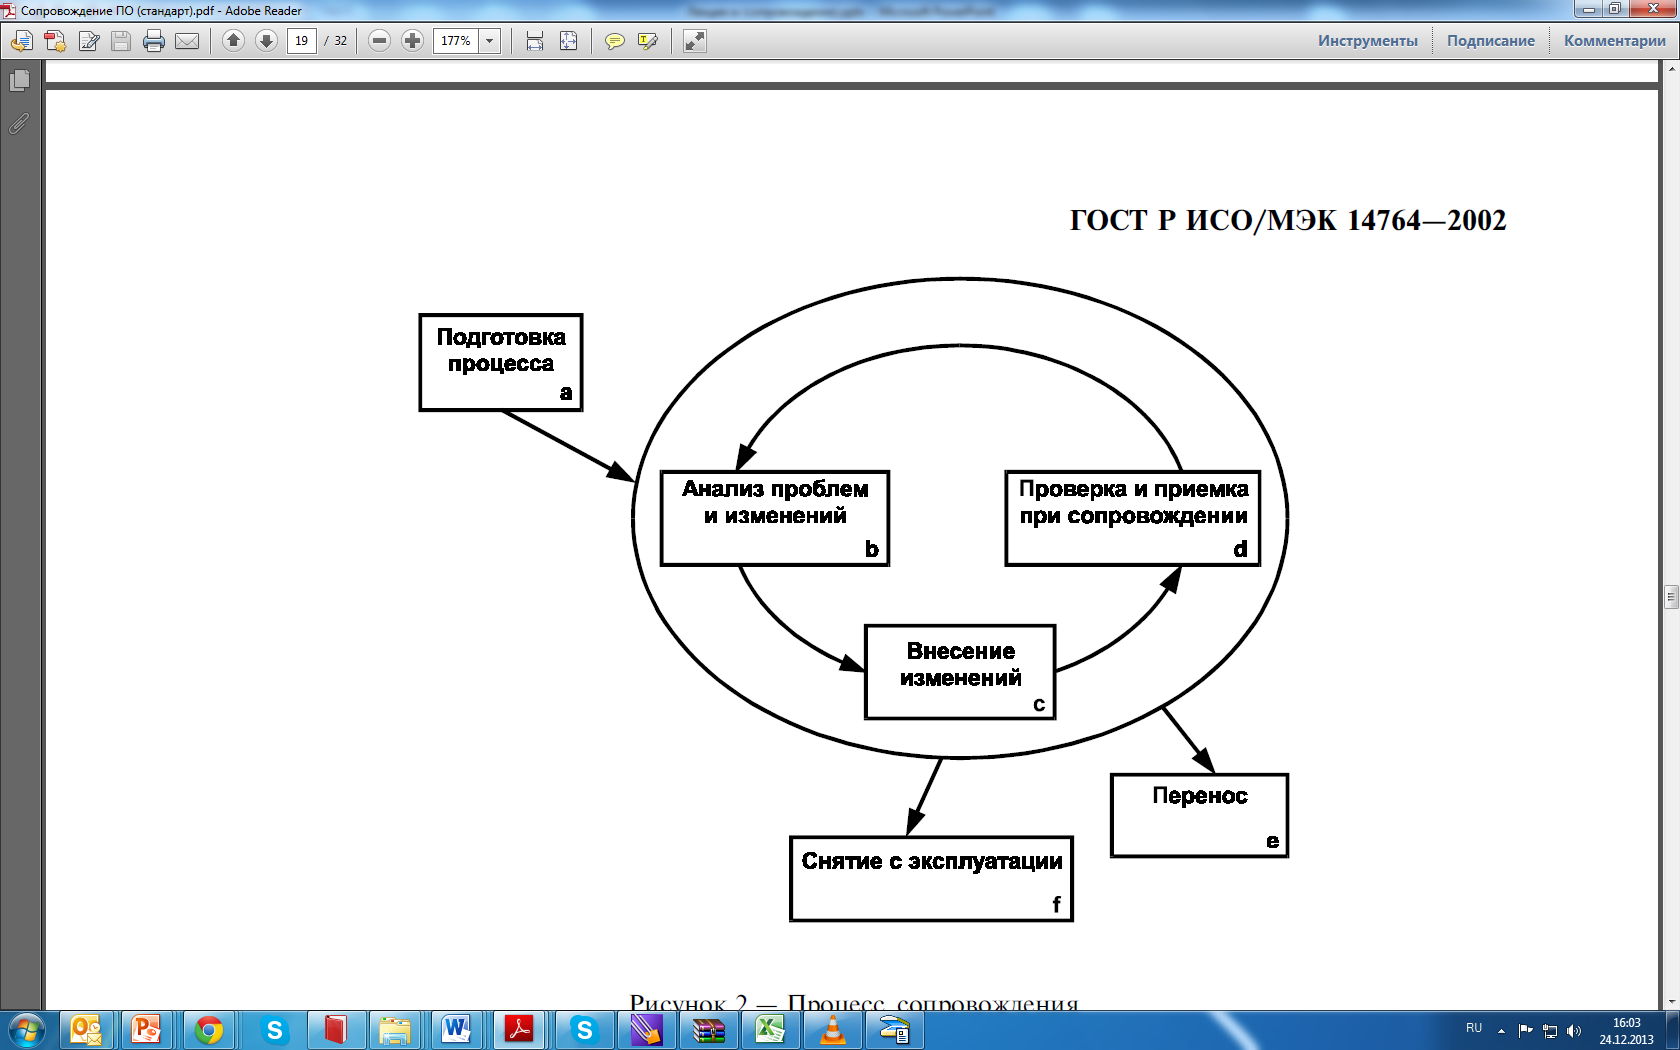 Сопровождение ПО (стандарт).pdf - Adobe Reader
19 / 32
177%
Инструменты
Подписание
Комментарии
ГОСТ Р ИСО/МЭК 14764—2002
Подготовка
процесса
a
Анализ проблем
и изменений
b
Проверка и приемка
при сопровождении
d
Внесение
изменений
c
Перенос
e
Снятие с эксплуатации
f
Рисунок 2 — Процесс сопровождения
RU
16:03
24.12.2013